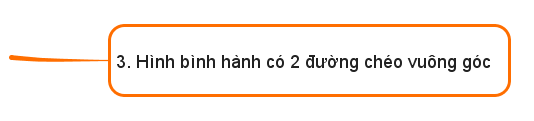 3. Hình bình hành có 2 đường chéo vuông góc